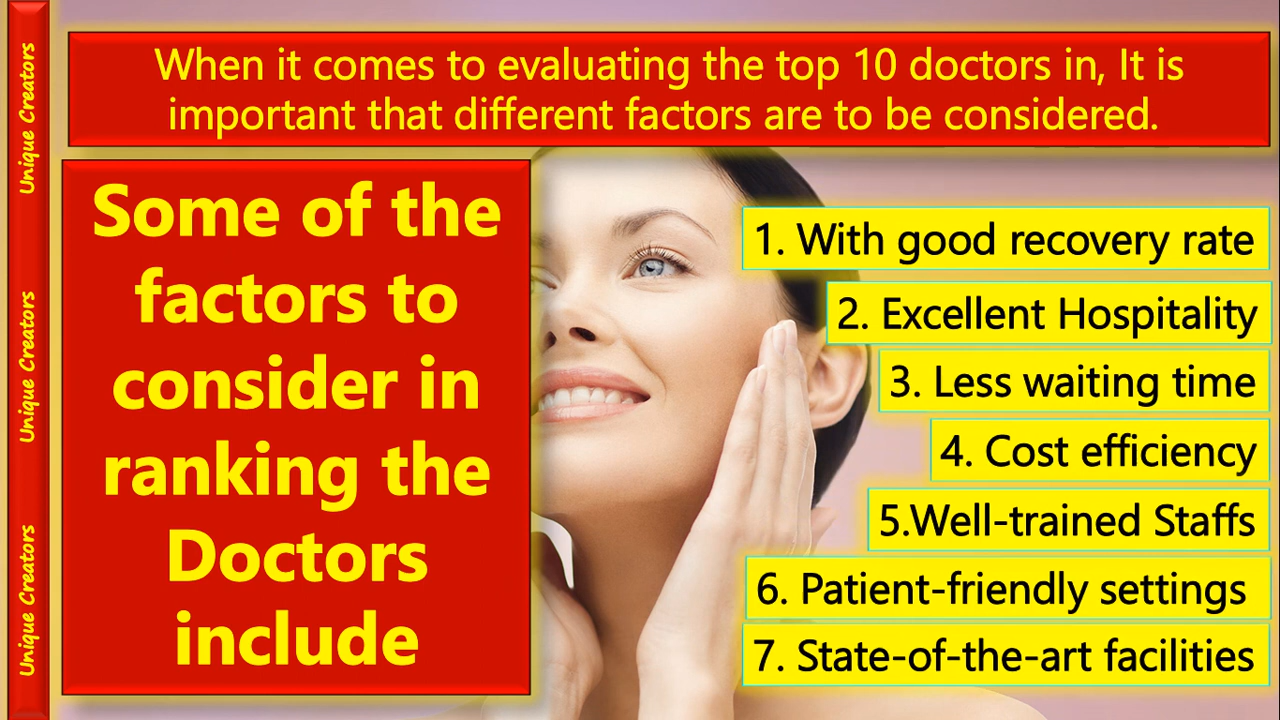 When it comes to evaluating the top 10 doctors in, It is
important that different factors are to be considered.
Some of the
factors to
consider in
ranking the
Doctors
include
1. With good recovery rate
2. Excellent Hospitality
3. Less waiting time
4. Cost efficiency
5.Well-trained Staffs
6. Patient-friendly settings
7. State-of-the-art facilities
Unique Creators
Unique Creators
Unique Creators